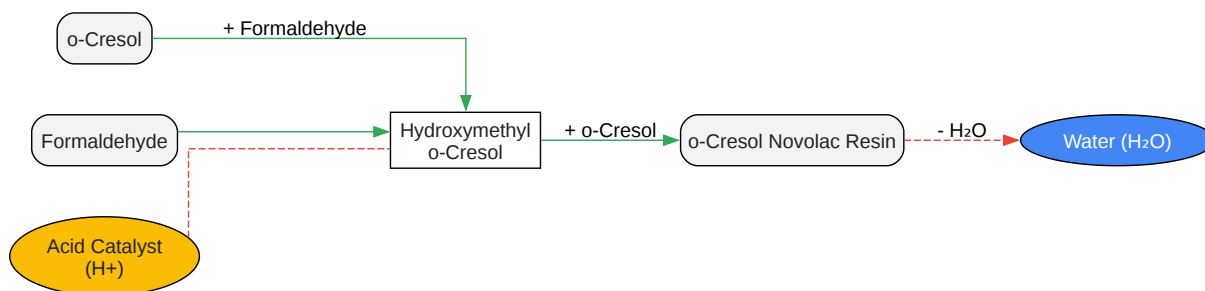 o-Cresol
+ Formaldehyde
Formaldehyde
Hydroxymethyl
o-Cresol
+ o-Cresol
o-Cresol Novolac Resin
- H₂O
Water (H₂O)
Acid Catalyst
(H+)